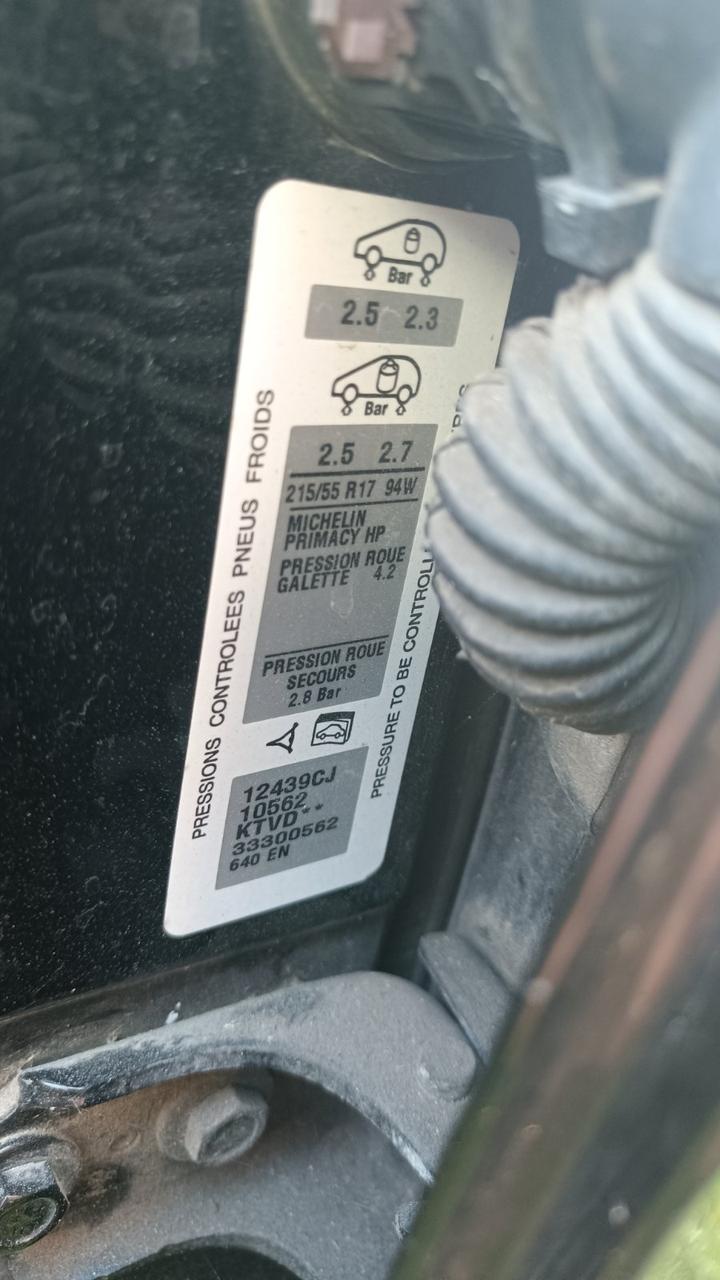 Bar
2.5 2.3
Bar
2.5 2.7
215/55 R17 94W
MICHELIN
PRIMACY HP
PRESSION ROUE
GALETTE 4.2
PRESSION ROUE
SECOURS
2.8 Bar
12439CJ
10562
KTVD**
33300562
640 EN
PRESSIONS CONTROLEES PNEUS FROIDS
PRESSURE TO BE